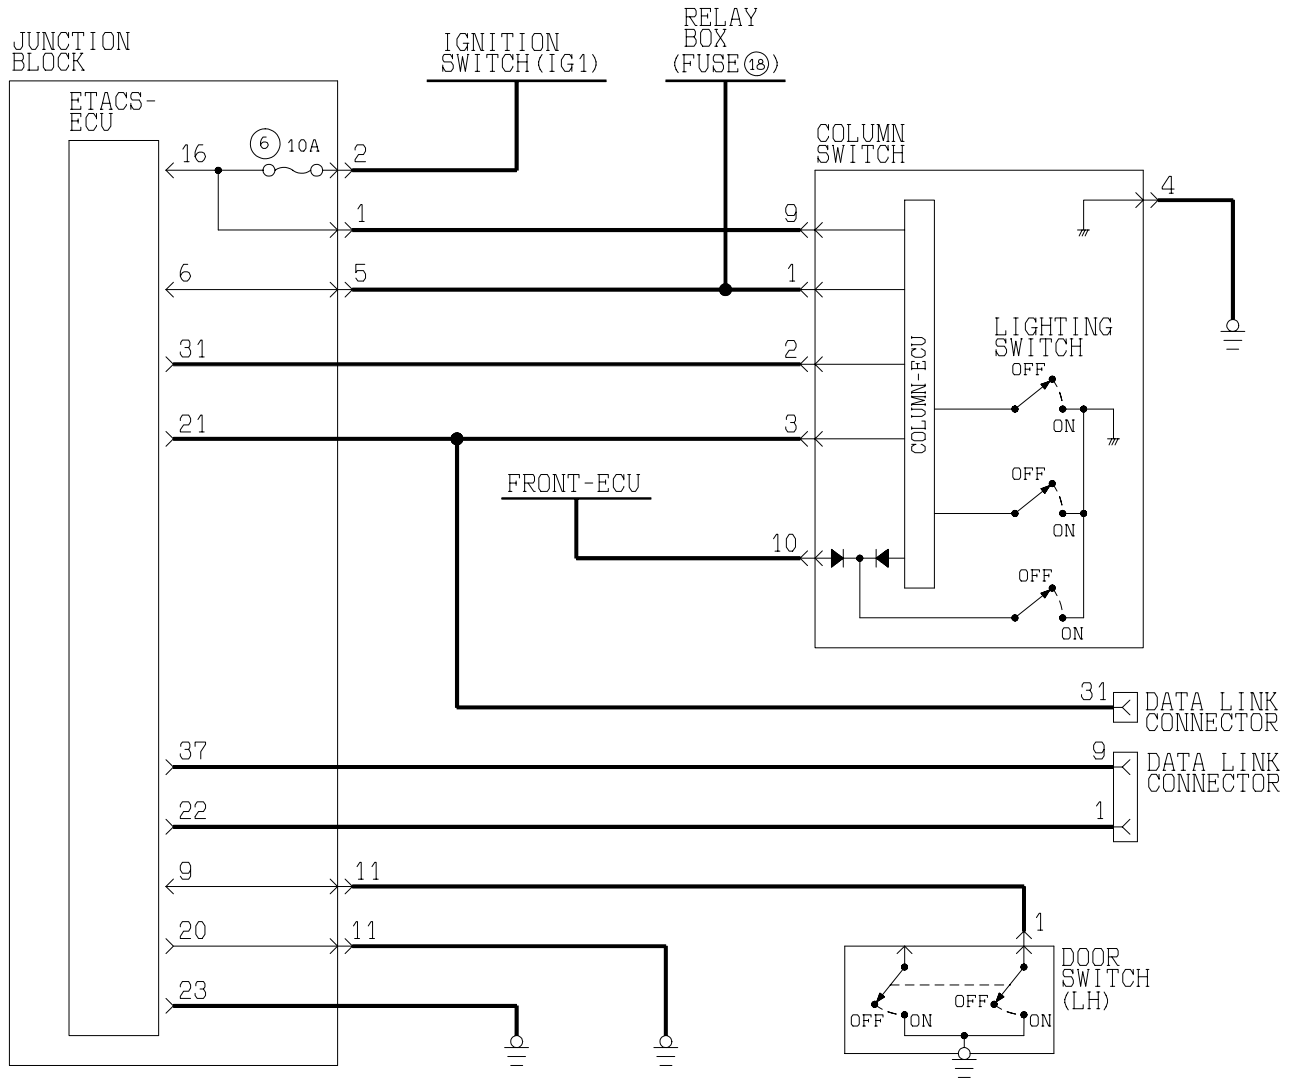 JUNCTION
BLOCK
IGNITION
SWITCH(IG1)
RELAY
BOX
(FUSE⑱)
ETACS-
ECU
COLUMN
SWITCH
16
6
10A
2
4
1
9
6
5
1
31
2
LIGHTING
SWITCH
OFF
ON
COLUMN-ECU
21
3
FRONT-ECU
OFF
ON
10
OFF
ON
31
DATA LINK
CONNECTOR
37
9
DATA LINK
CONNECTOR
22
1
9
11
1
20
11
DOOR
SWITCH
(LH)
23
OFF
ON
OFF
ON